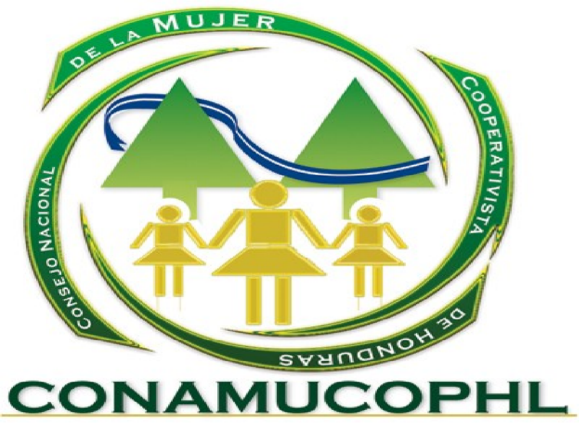 Consejo Nacional
de la Mujer
Cooperativista
de Honduras
CONAMUCOPHL